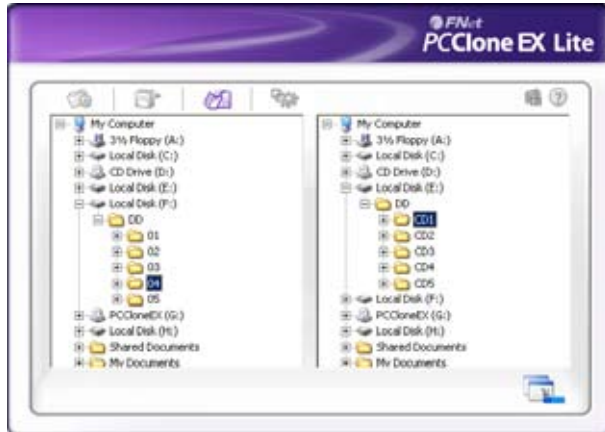 FNet
PCClone EX Lite
My Computer
3½ Floppy (A:)
Local Disk (C:)
CD Drive (D:)
Local Disk (E:)
Local Disk (F:)
DD
01
02
03
04
05
PCCloneEX (G:)
Local Disk (H:)
Shared Documents
My Documents
My Computer
3½ Floppy (A:)
Local Disk (C:)
CD Drive (D:)
Local Disk (E:)
DD
CD1
CD2
CD3
CD4
CD5
Local Disk (F:)
PCCloneEX (G:)
Local Disk (H:)
Shared Documents
My Documents